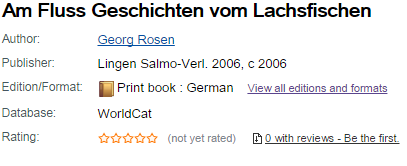 Am Fluss Geschichten vom Lachsfischen
Author: Georg Rosen
Publisher: Lingen Salmo-Verl. 2006, c 2006
Edition/Format: Print book : German View all editions and formats
Database: WorldCat
Rating: (not yet rated) 0 with reviews - Be the first.